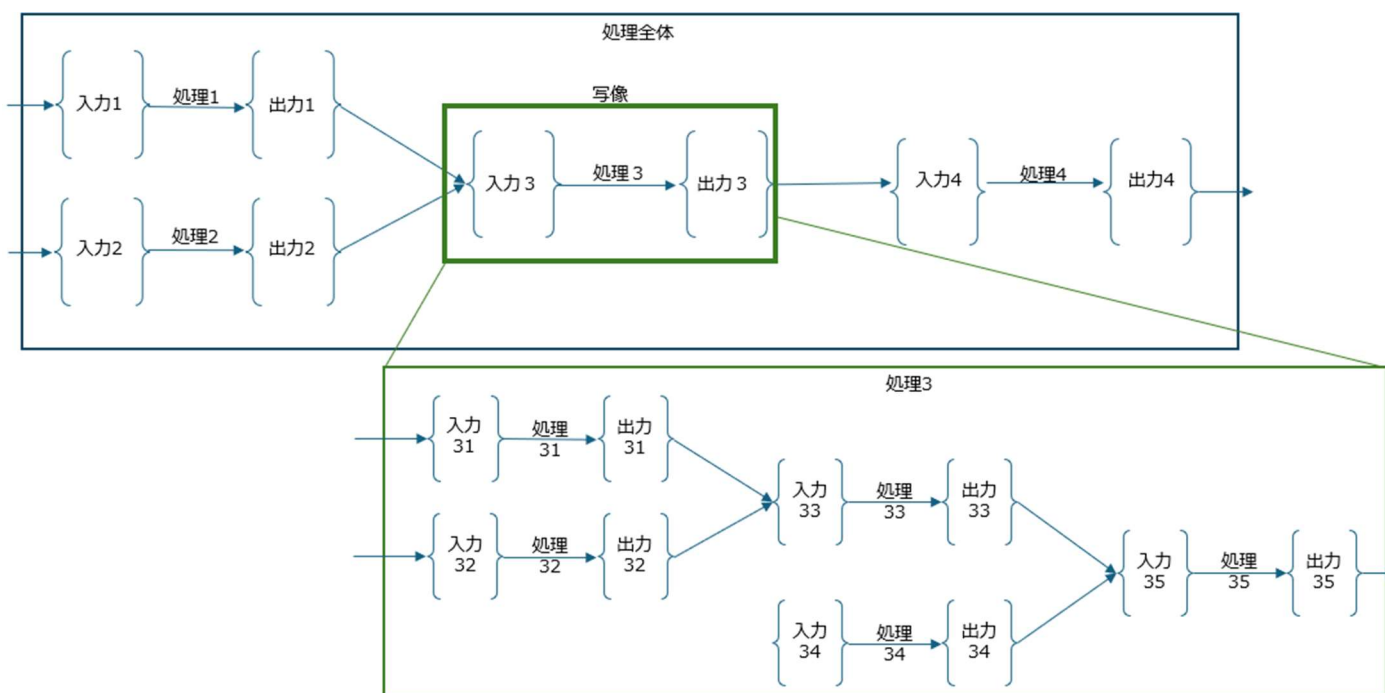 処理全体
入力1
処理1
出力1
写像
入力３
処理３
出力３
入力4
処理4
出力4
入力2
処理2
出力2
処理3
入力
31
処理
31
出力
31
入力
32
処理
32
出力
32
入力
33
処理
33
出力
33
入力
34
処理
34
出力
34
入力
35
処理
35
出力
35